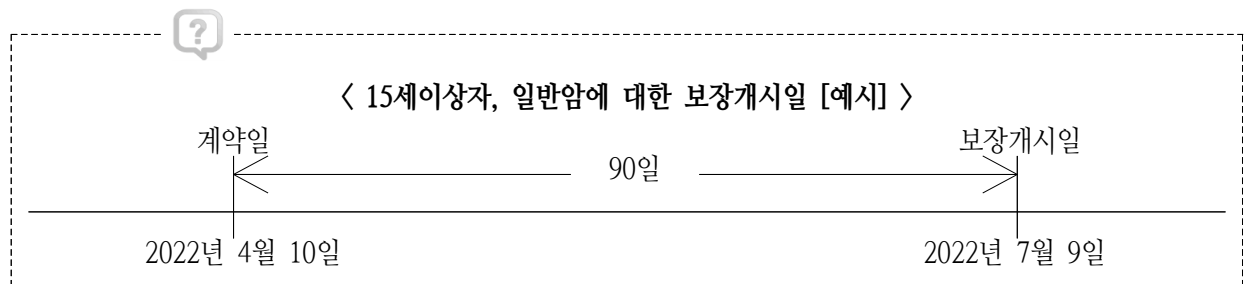 ?
< 15세이상자, 일반암에 대한 보장개시일 [예시] >
계약일 보장개시일
90일
2022년 4월 10일 2022년 7월 9일